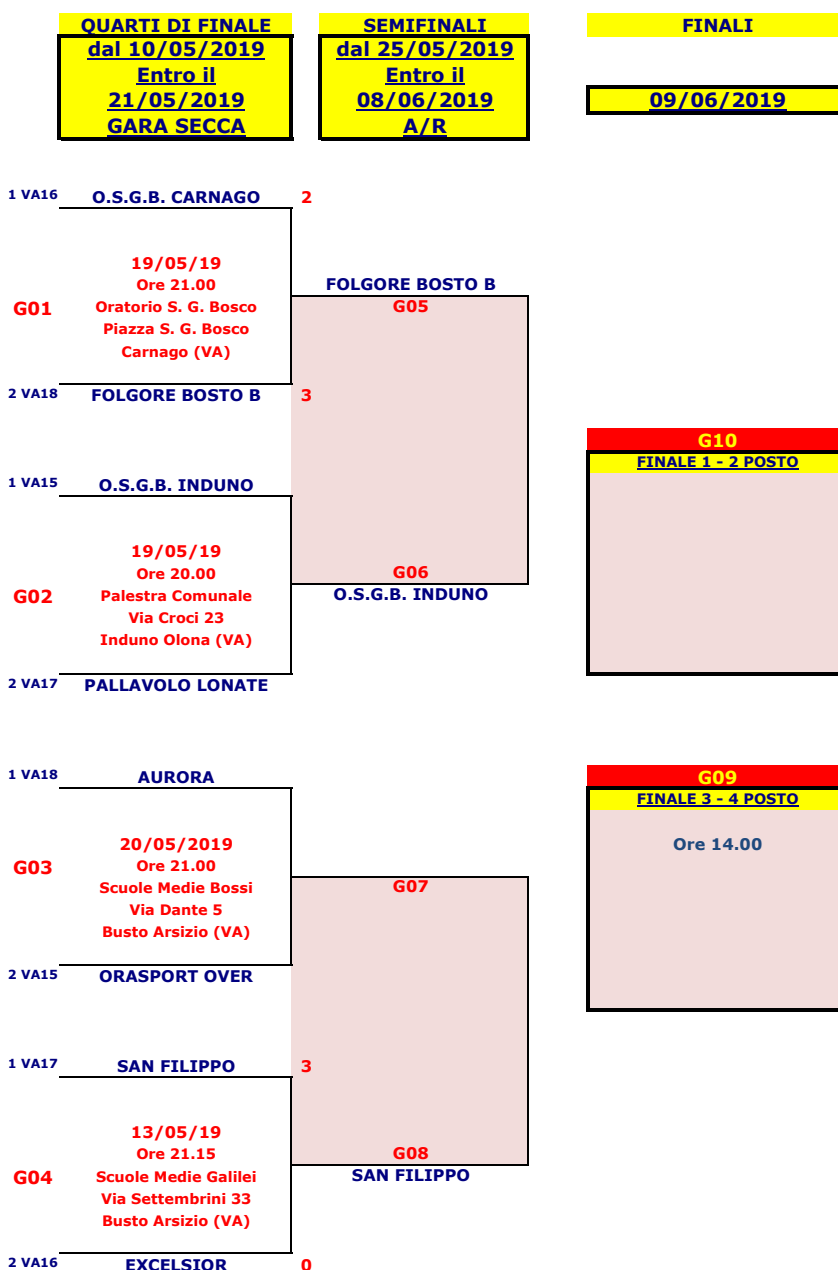 QUARTI DI FINALE
dal 10/05/2019
Entro il
21/05/2019
GARA SECCA
SEMIFINALI
dal 25/05/2019
Entro il
08/06/2019
A/R
FINALI
09/06/2019
1 VA16 O.S.G.B. CARNAGO 2
G01
19/05/19
Ore 21.00
Oratorio S. G. Bosco
Piazza S. G. Bosco
Carnago (VA)
2 VA18 FOLGORE BOSTO B 3
1 VA15 O.S.G.B. INDUNO
G02
19/05/19
Ore 20.00
Palestra Comunale
Via Croci 23
Induno Olona (VA)
2 VA17 PALLAVOLO LONATE
1 VA18 AURORA
G03
20/05/2019
Ore 21.00
Scuole Medie Bossi
Via Dante 5
Busto Arsizio (VA)
2 VA15 ORASPORT OVER
1 VA17 SAN FILIPPO 3
G04
13/05/19
Ore 21.15
Scuole Medie Galilei
Via Settembrini 33
Busto Arsizio (VA)
2 VA16 EXCELSIOR 0
FOLGORE BOSTO B
G05
G06
O.S.G.B. INDUNO
G07
G08
SAN FILIPPO
G10
FINALE 1 - 2 POSTO
G09
FINALE 3 - 4 POSTO
Ore 14.00